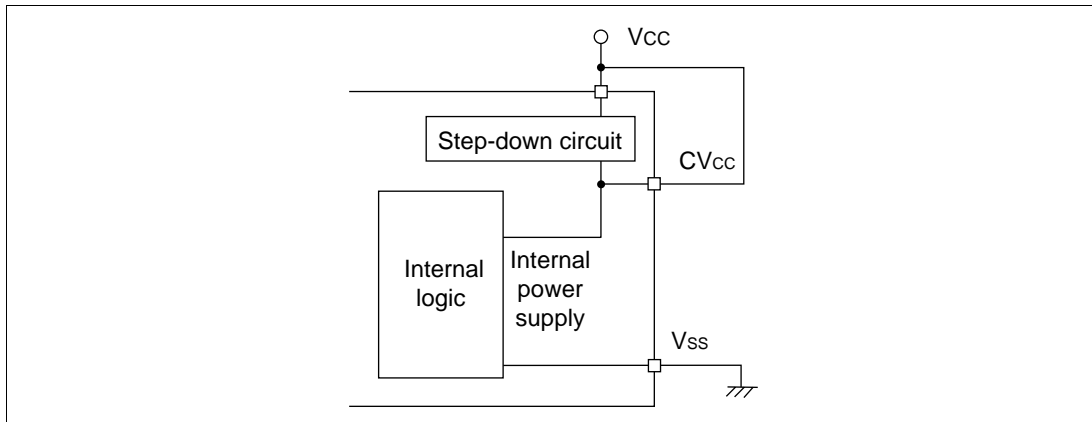 Vcc
Step-down circuit
CVcc
Internal
logic
Internal
power
supply
Vss